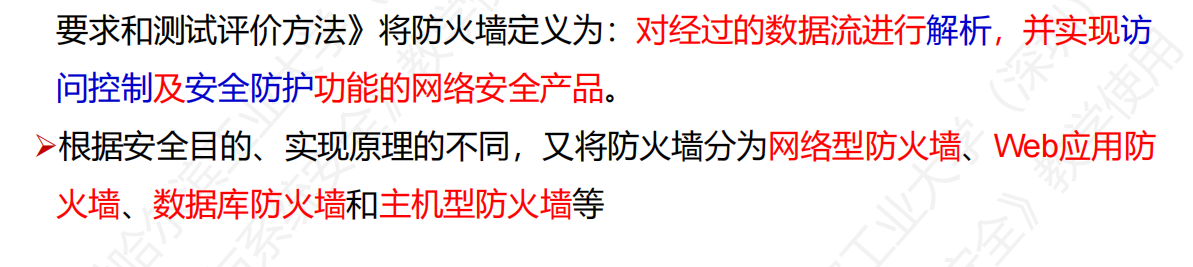 要求和测试评价方法》将防火墙定义为：对经过的数据流进行解析，并实现访
问控制及安全防护功能的网络安全产品。
➢根据安全目的、实现原理的不同，又将防火墙分为网络型防火墙、Web应用防
火墙、数据库防火墙和主机型防火墙等